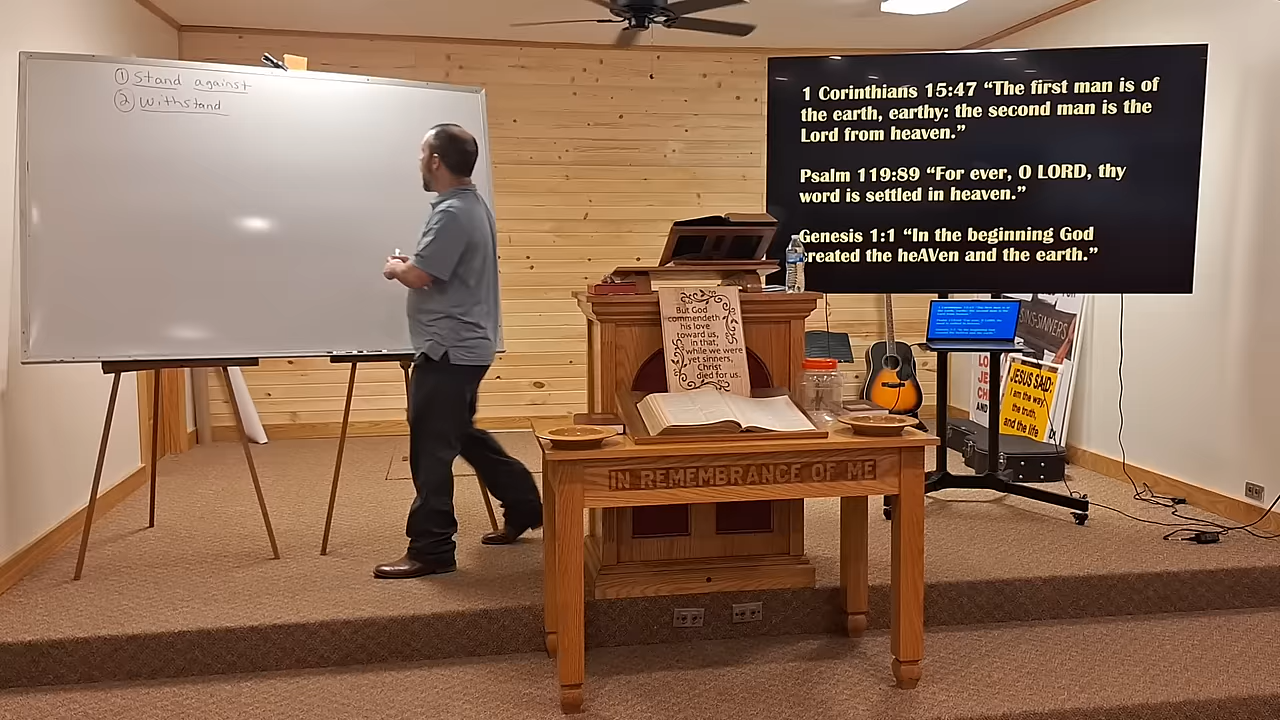 ① Stand against
② Withstand
1 Corinthians 15:47 “The first man is of
the earth, earthy: the second man is the
Lord from heaven.”
Psalm 119:89 “For ever, O LORD, thy
word is settled in heaven.”
Genesis 1:1 “In the beginning God
created the heAVen and the earth.”
But God
commendeth
his love
toward us,
in that,
while we were
yet sinners,
Christ
died for us.
IN REMEMBRANCE OF ME
SINNERS
JESUS SAID:
I am the way,
the truth,
and the life